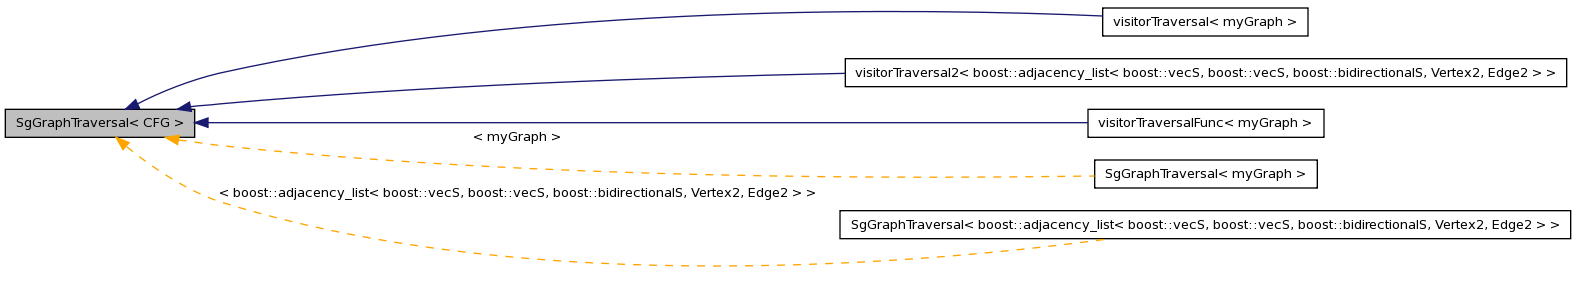 visitorTraversal< myGraph >
visitorTraversal2< boost::adjacency_list< boost::vecS, boost::vecS, boost::bidirectionalS, Vertex2, Edge2 > >
SgGraphTraversal< CFG >
visitorTraversalFunc< myGraph >
< myGraph >
SgGraphTraversal< myGraph >
< boost::adjacency_list< boost::vecS, boost::vecS, boost::bidirectionalS, Vertex2, Edge2 > >
SgGraphTraversal< boost::adjacency_list< boost::vecS, boost::vecS, boost::bidirectionalS, Vertex2, Edge2 > >